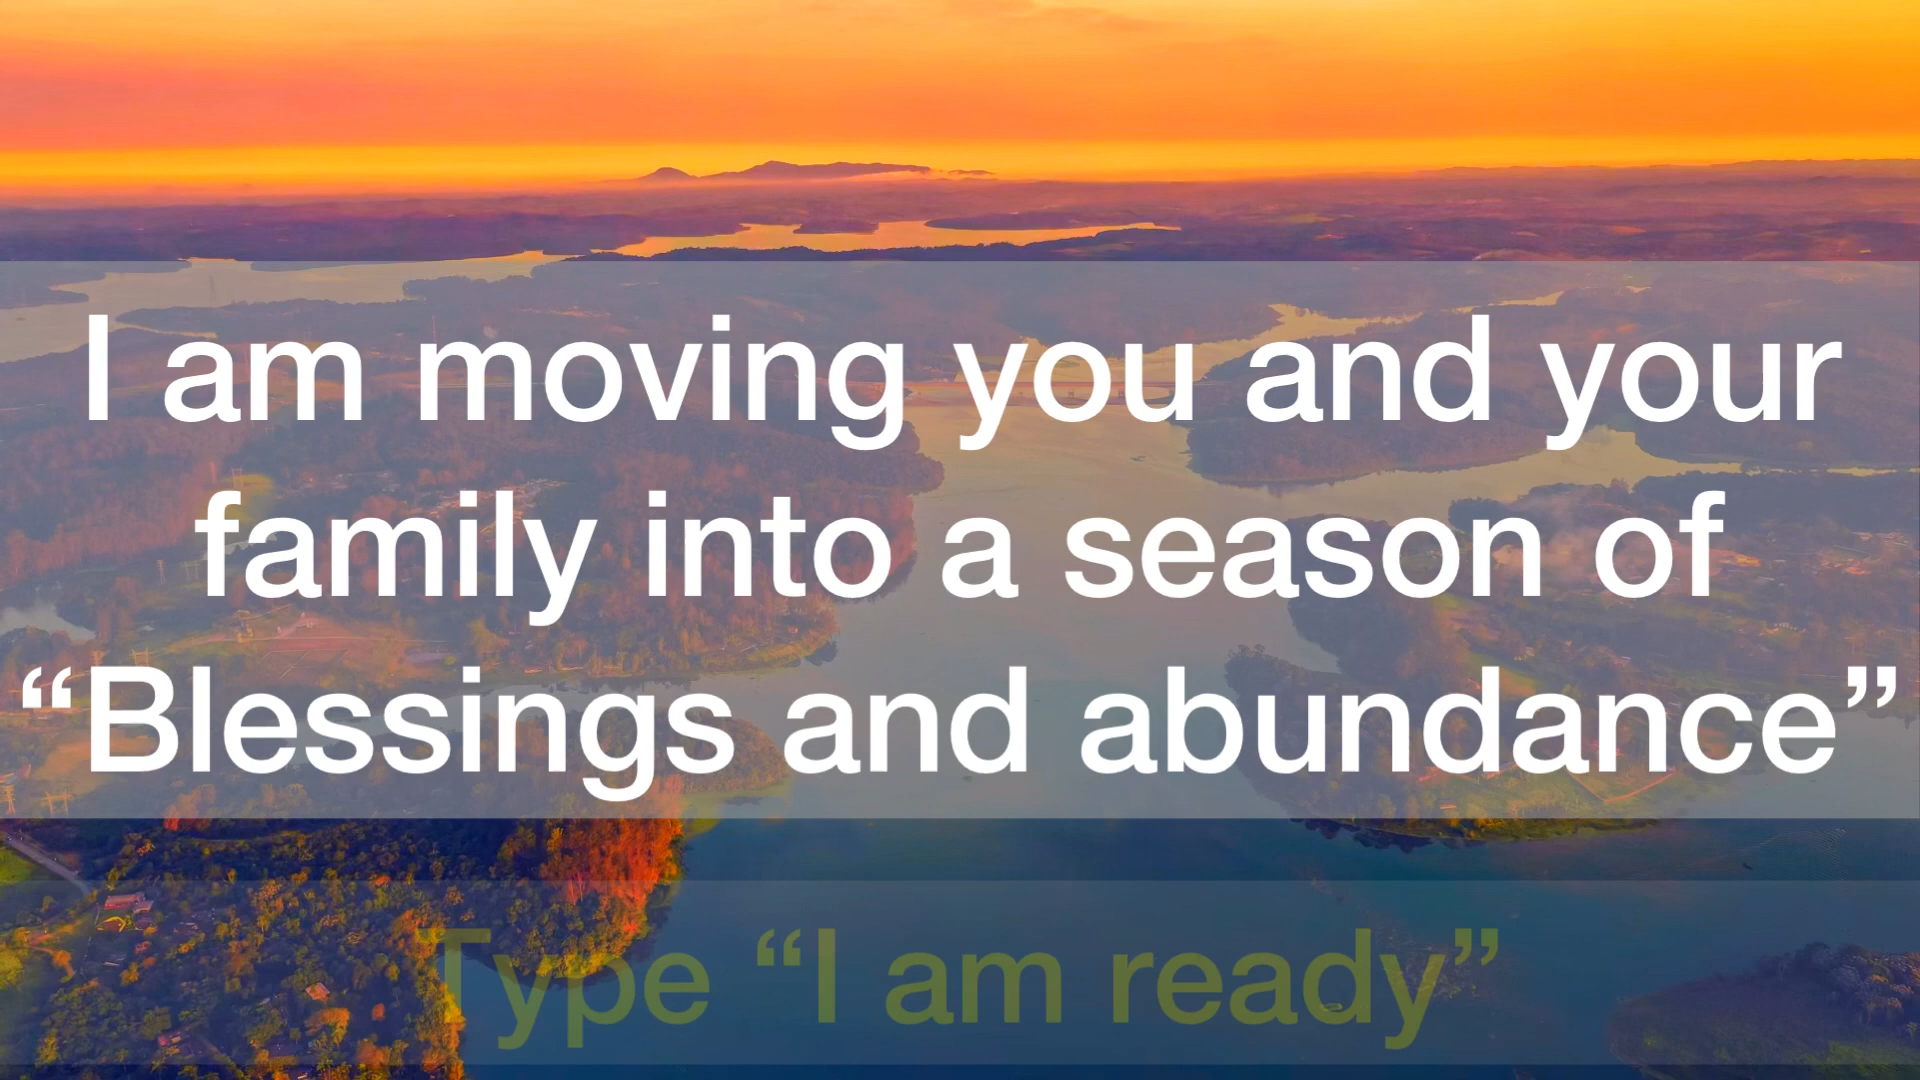 I am moving you and your
family into a season of
“Blessings and abundance”
Type “I am ready”